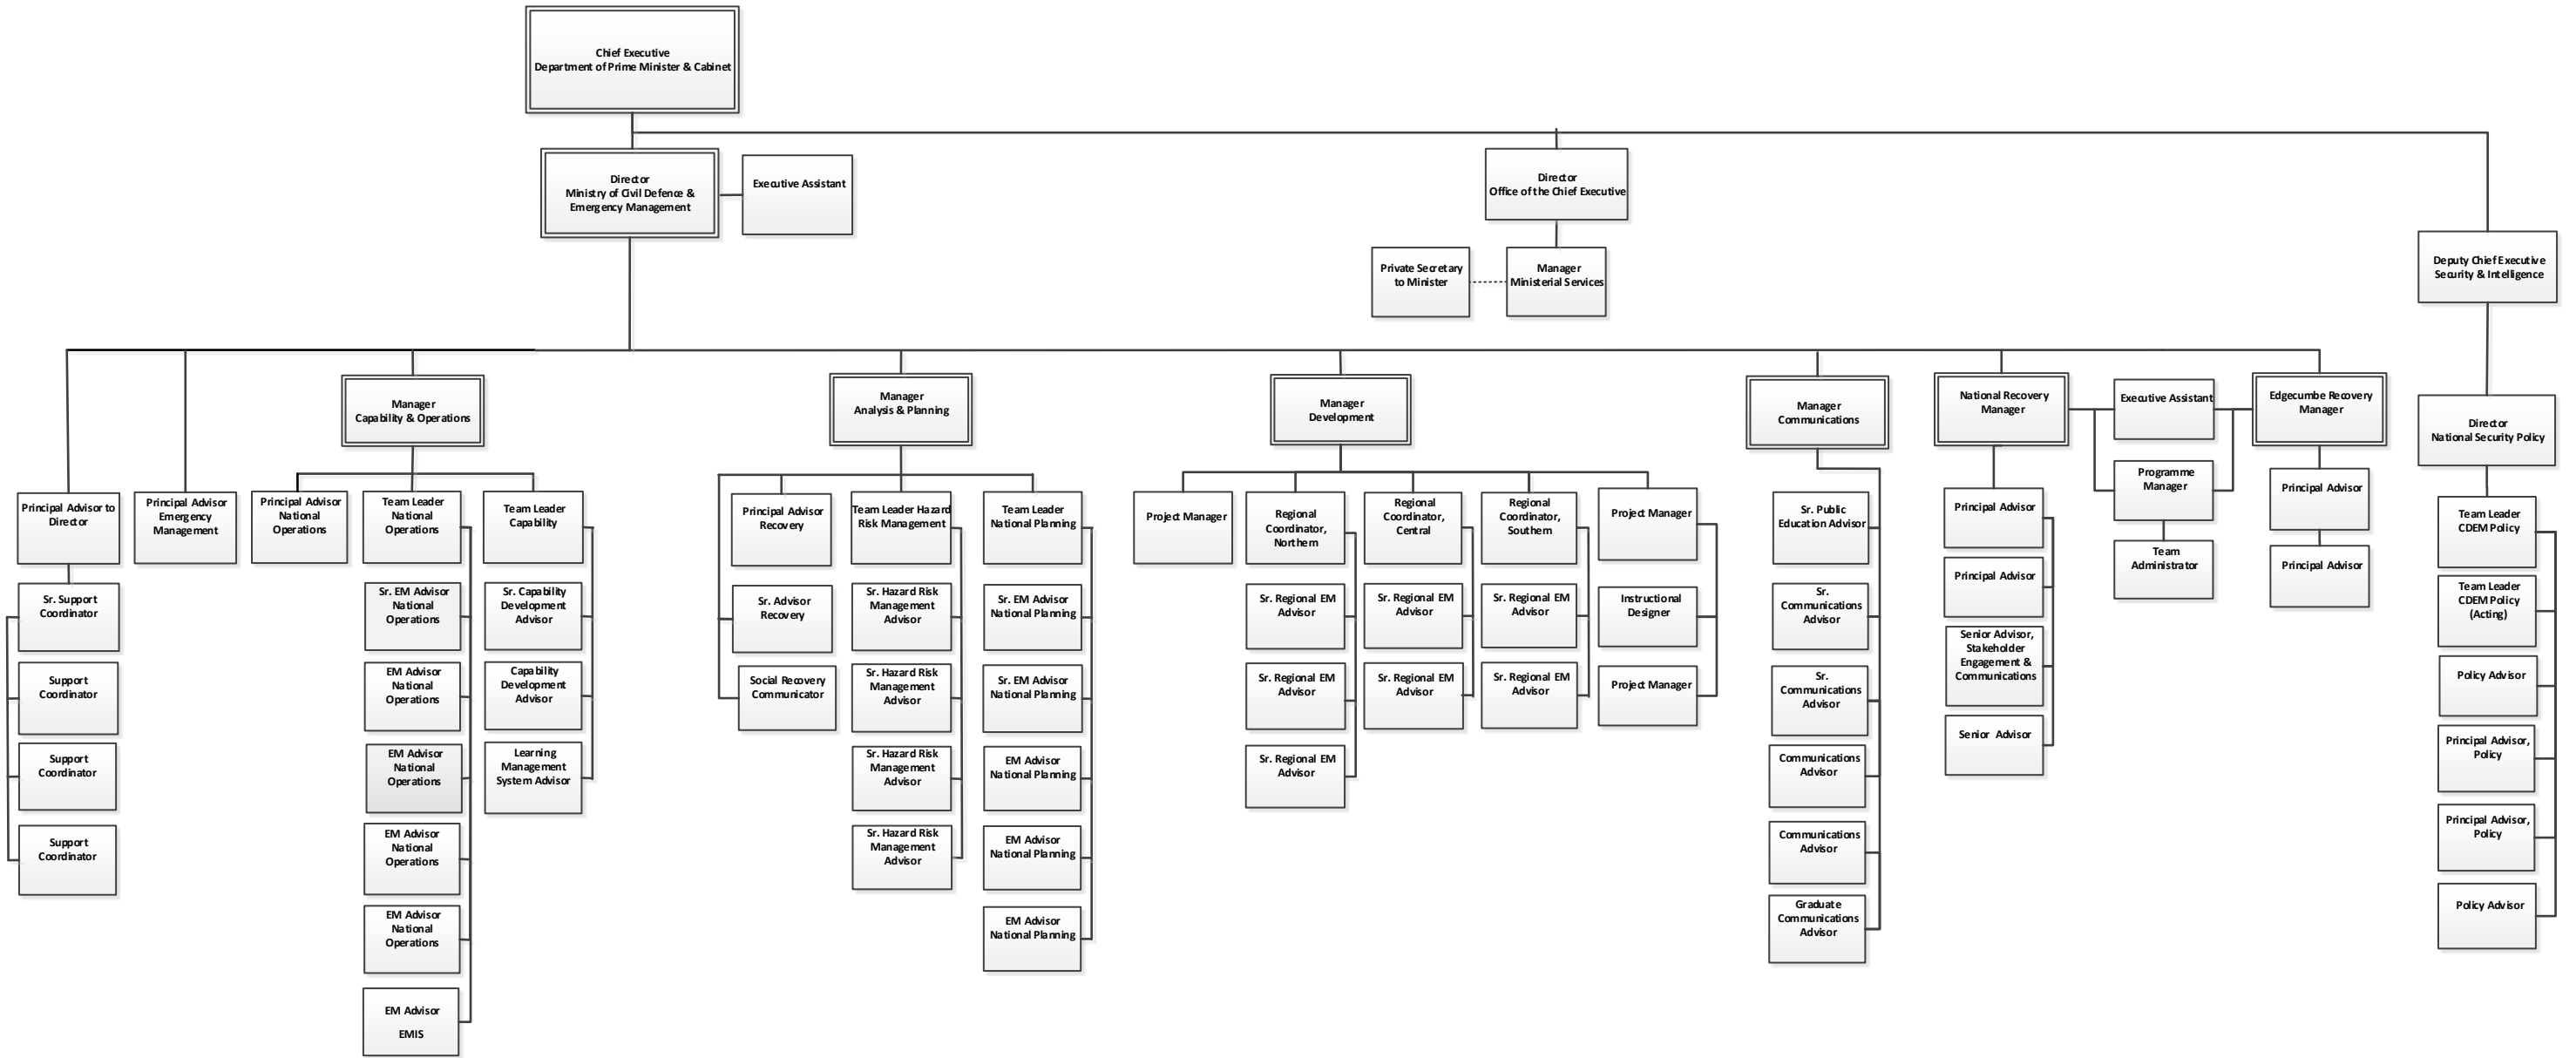 Chief Executive
Department of Prime Minister & Cabinet
Director
Ministry of Civil Defence &
Emergency Management
Executive Assistant
Director
Office of the Chief Executive
Private Secretary
to Minister
Manager
Ministerial Services
Deputy Chief Executive
Security & Intelligence
Manager
Capability & Operations
Manager
Analysis & Planning
Manager
Development
Manager
Communications
National Recovery
Manager
Executive Assistant
Edgecumbe Recovery
Manager
Director
National Security Policy
Programme
Manager
Team
Administrator
Principal Advisor to
Director
Sr. Support
Coordinator
Support
Coordinator
Support
Coordinator
Support
Coordinator
Principal Advisor
Emergency
Management
Principal Advisor
National
Operations
Team Leader
National
Operations
Sr. EM Advisor
National
Operations
EM Advisor
National
Operations
EM Advisor
National
Operations
EM Advisor
National
Operations
EM Advisor
National
Operations
EM Advisor
EMIS
Team Leader
Capability
Sr. Capability
Development
Advisor
Capability
Development
Advisor
Learning
Management
System Advisor
Principal Advisor
Recovery
Sr. Advisor
Recovery
Social Recovery
Communicator
Team Leader Hazard
Risk Management
Sr. Hazard Risk
Management
Advisor
Sr. Hazard Risk
Management
Advisor
Sr. Hazard Risk
Management
Advisor
Sr. Hazard Risk
Management
Advisor
Team Leader
National Planning
Sr. EM Advisor
National Planning
Sr. EM Advisor
National Planning
EM Advisor
National Planning
EM Advisor
National Planning
EM Advisor
National Planning
Project Manager
Regional
Coordinator,
Northern
Sr. Regional EM
Advisor
Sr. Regional EM
Advisor
Sr. Regional EM
Advisor
Regional
Coordinator,
Central
Sr. Regional EM
Advisor
Sr. Regional EM
Advisor
Regional
Coordinator,
Southern
Sr. Regional EM
Advisor
Sr. Regional EM
Advisor
Project Manager
Instructional
Designer
Project Manager
Sr. Public
Education Advisor
Sr.
Communications
Advisor
Sr.
Communications
Advisor
Communications
Advisor
Communications
Advisor
Graduate
Communications
Advisor
Principal Advisor
Principal Advisor
Senior Advisor,
Stakeholder
Engagement &
Communications
Senior Advisor
Principal Advisor
Principal Advisor
Team Leader
CDEM Policy
Team Leader
CDEM Policy
(Acting)
Policy Advisor
Principal Advisor,
Policy
Principal Advisor,
Policy
Policy Advisor